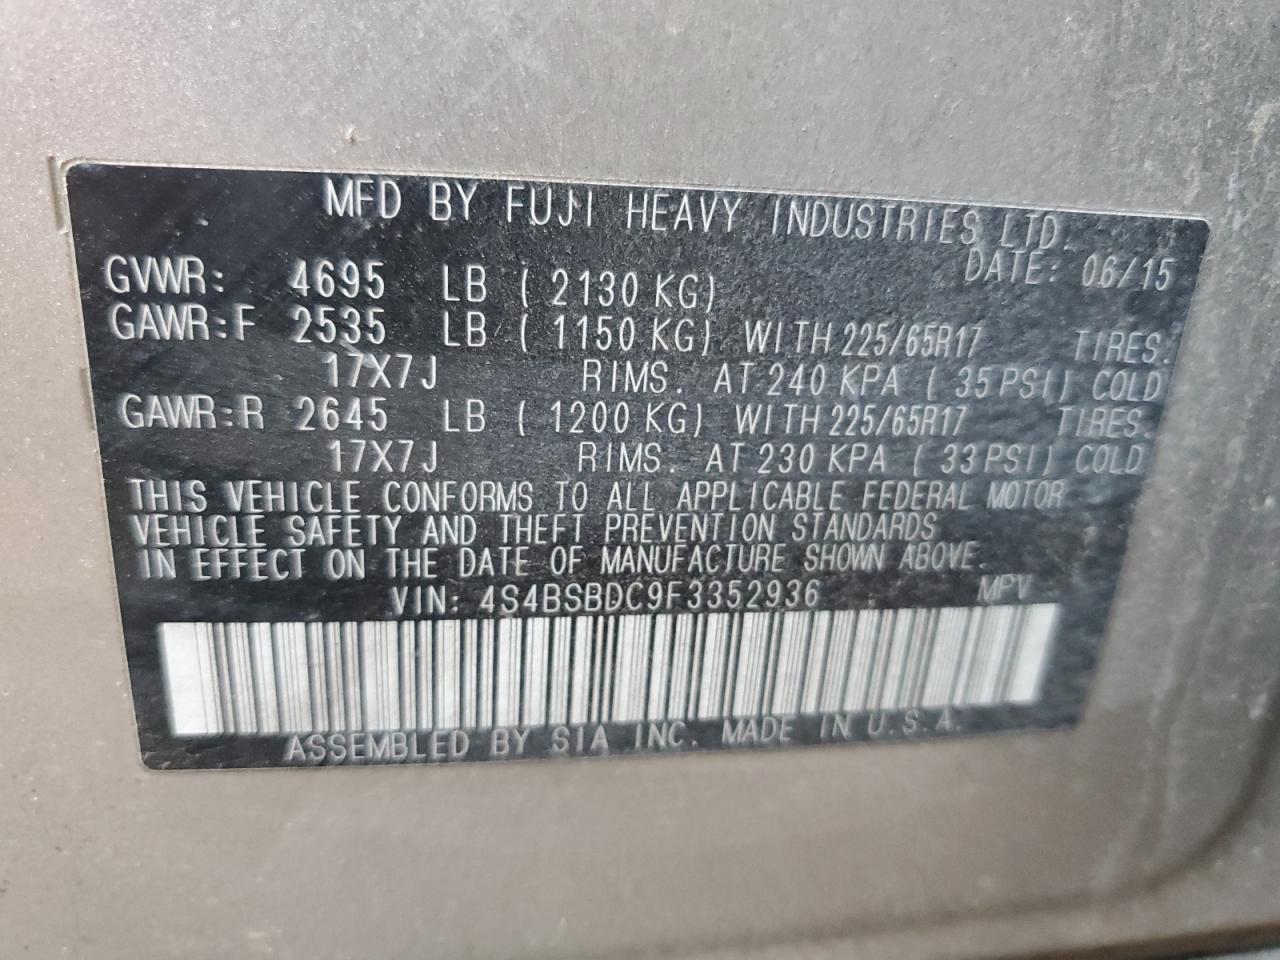 MFD BY FUJI HEAVY INDUSTRIES LTD.
DATE: 06/15
GVWR: 4695 LB ( 2130 KG)
GAWR:F 2535 LB ( 1150 KG) WITH 225/65R17 TIRES.
17X7J RIMS. AT 240 KPA ( 35 PSI) COLD
GAWR:R 2645 LB ( 1200 KG) WITH 225/65R17 TIRES.
17X7J RIMS. AT 230 KPA ( 33 PSI) COLD
THIS VEHICLE CONFORMS TO ALL APPLICABLE FEDERAL MOTOR
VEHICLE SAFETY AND THEFT PREVENTION STANDARDS
IN EFFECT ON THE DATE OF MANUFACTURE SHOWN ABOVE.
VIN: 4S4BSBDC9F3352936 MPV
ASSEMBLED BY SIA INC. MADE IN U.S.A.